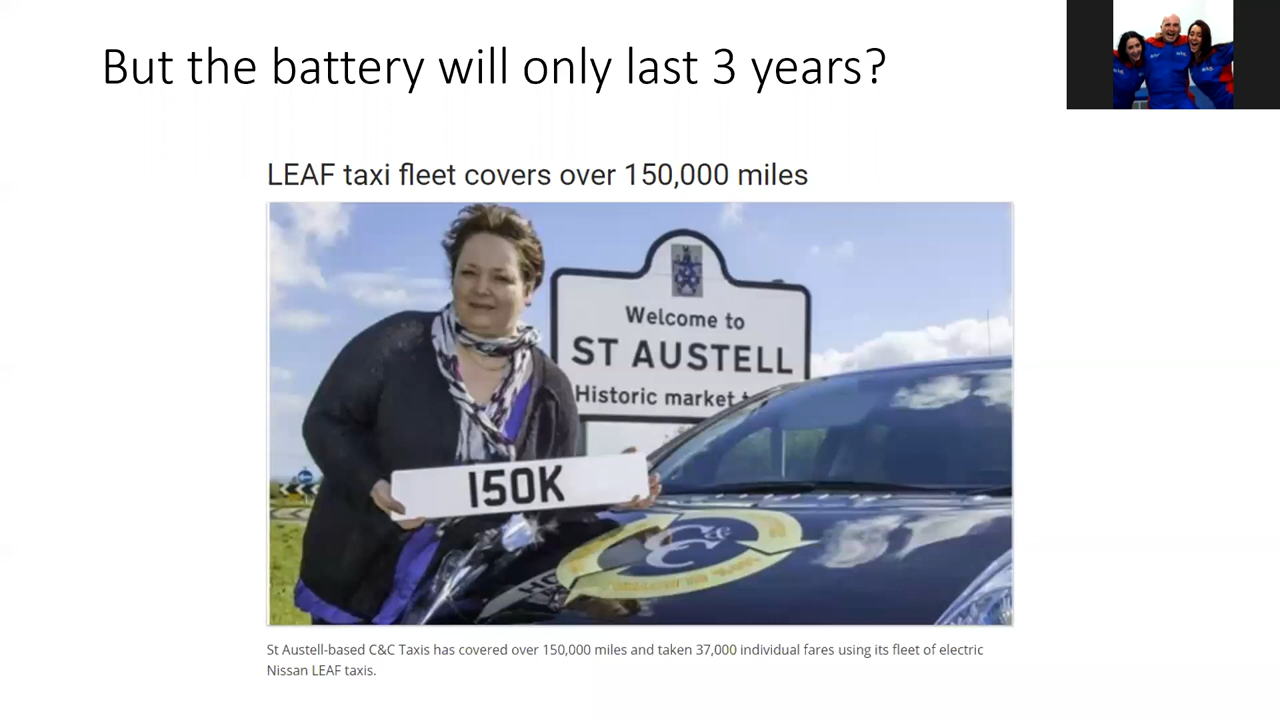 But the battery will only last 3 years?
LEAF taxi fleet covers over 150,000 miles
Welcome to
ST AUSTELL
Historic market
150K
C&C
St Austell-based C&C Taxis has covered over 150,000 miles and taken 37,000 individual fares using its fleet of electric
Nissan LEAF taxis.